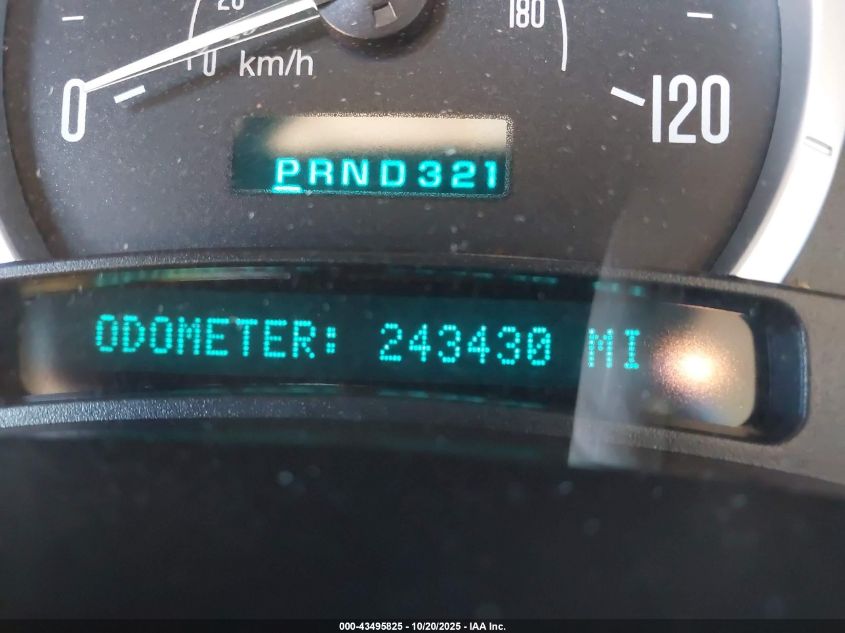 20 180
0 km/h
0 120
PRND321
ODOMETER: 243430 MI
000-43495825 - 10/20/2025 - IAA Inc.